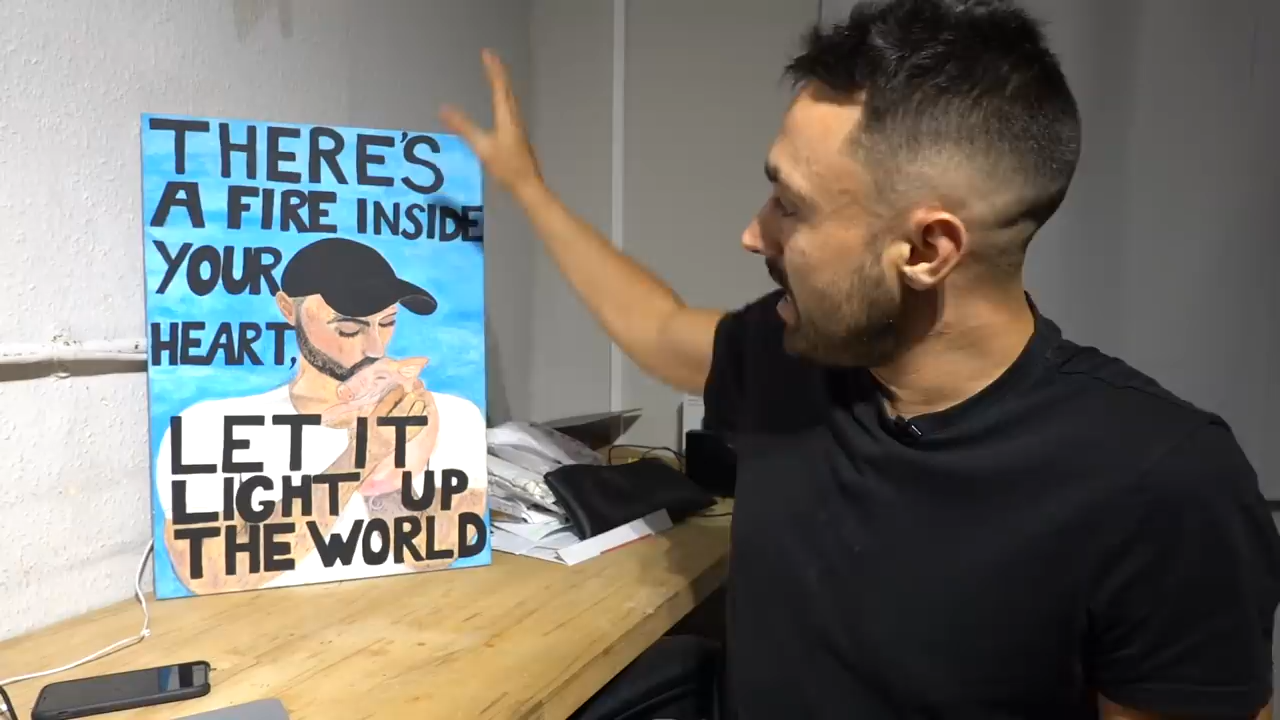 THERE'S
A FIRE INSIDE
YOUR
HEART,
LET IT
LIGHT UP
THE WORLD